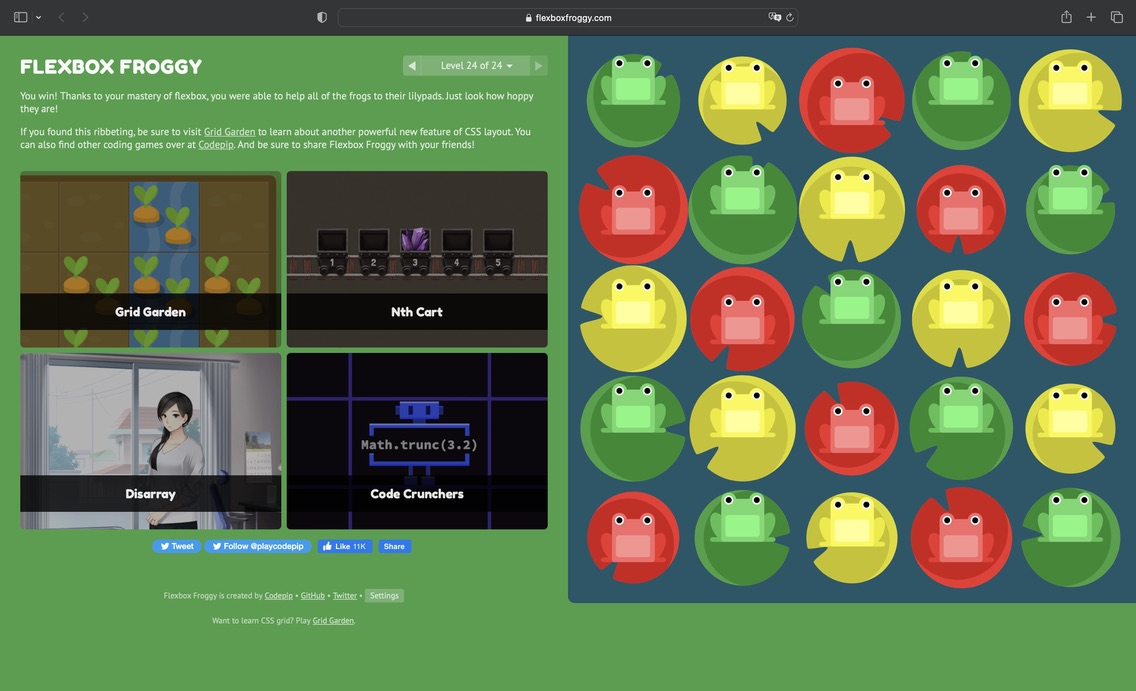 flexboxfroggy.com
FLEXBOX FROGGY
Level 24 of 24
You win! Thanks to your mastery of flexbox, you were able to help all of the frogs to their lilypads. Just look how hoppy
they are!
If you found this ribbeting, be sure to visit Grid Garden to learn about another powerful new feature of CSS layout. You
can also find other coding games over at Codepip. And be sure to share Flexbox Froggy with your friends!
1 2 3 4 5
Grid Garden
Nth Cart
Math.trunc(3.2)
Disarray
Code Crunchers
Tweet Follow @playcodepip Like 11K Share
Flexbox Froggy is created by Codepip • GitHub • Twitter • Settings
Want to learn CSS grid? Play Grid Garden.